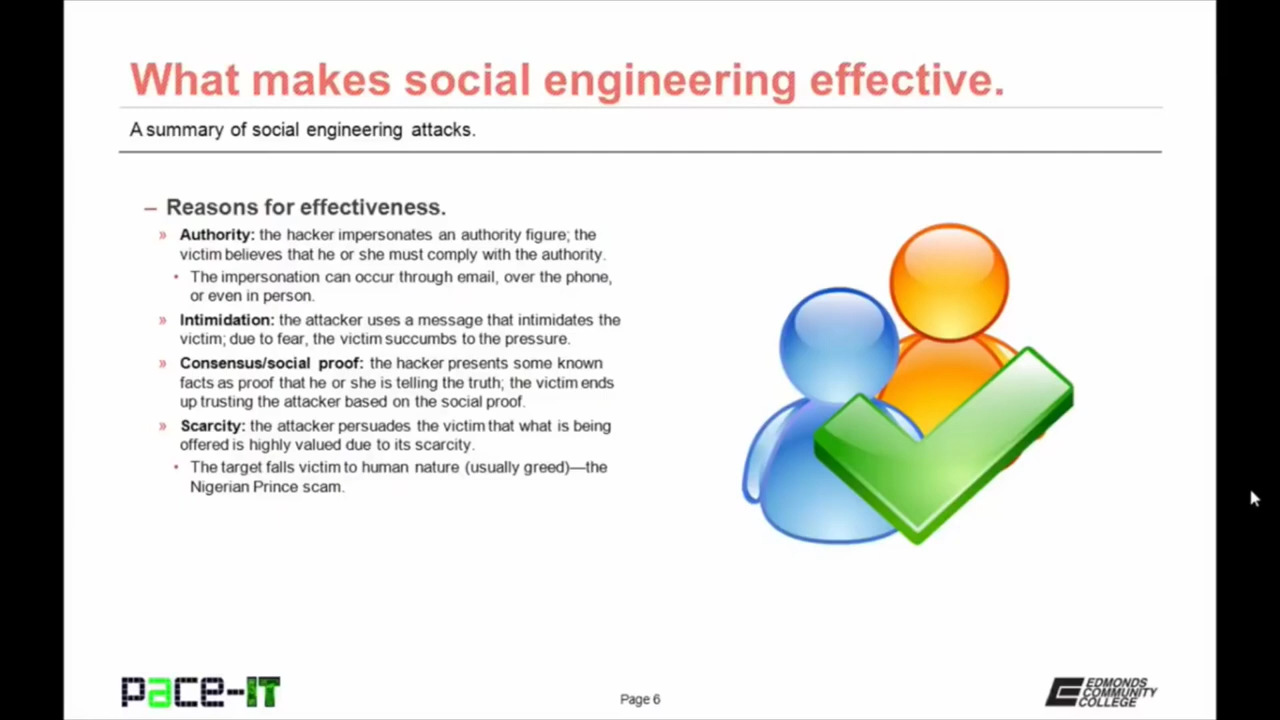 What makes social engineering effective.
A summary of social engineering attacks.
– Reasons for effectiveness.
» Authority: the hacker impersonates an authority figure; the
victim believes that he or she must comply with the authority.
• The impersonation can occur through email, over the phone,
or even in person.
» Intimidation: the attacker uses a message that intimidates the
victim; due to fear, the victim succumbs to the pressure.
» Consensus/social proof: the hacker presents some known
facts as proof that he or she is telling the truth; the victim ends
up trusting the attacker based on the social proof.
» Scarcity: the attacker persuades the victim that what is being
offered is highly valued due to its scarcity.
• The target falls victim to human nature (usually greed)—the
Nigerian Prince scam.
pace-IT
Page 6
EDMONDS
COMMUNITY
COLLEGE